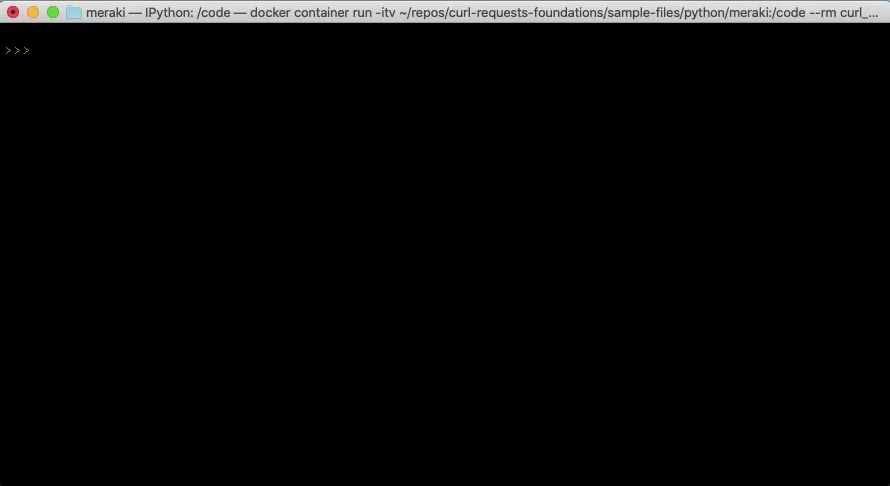 meraki — IPython: /code — docker container run -itv ~/repos/curl-requests-foundations/sample-files/python/meraki:/code --rm curl_...
>>>